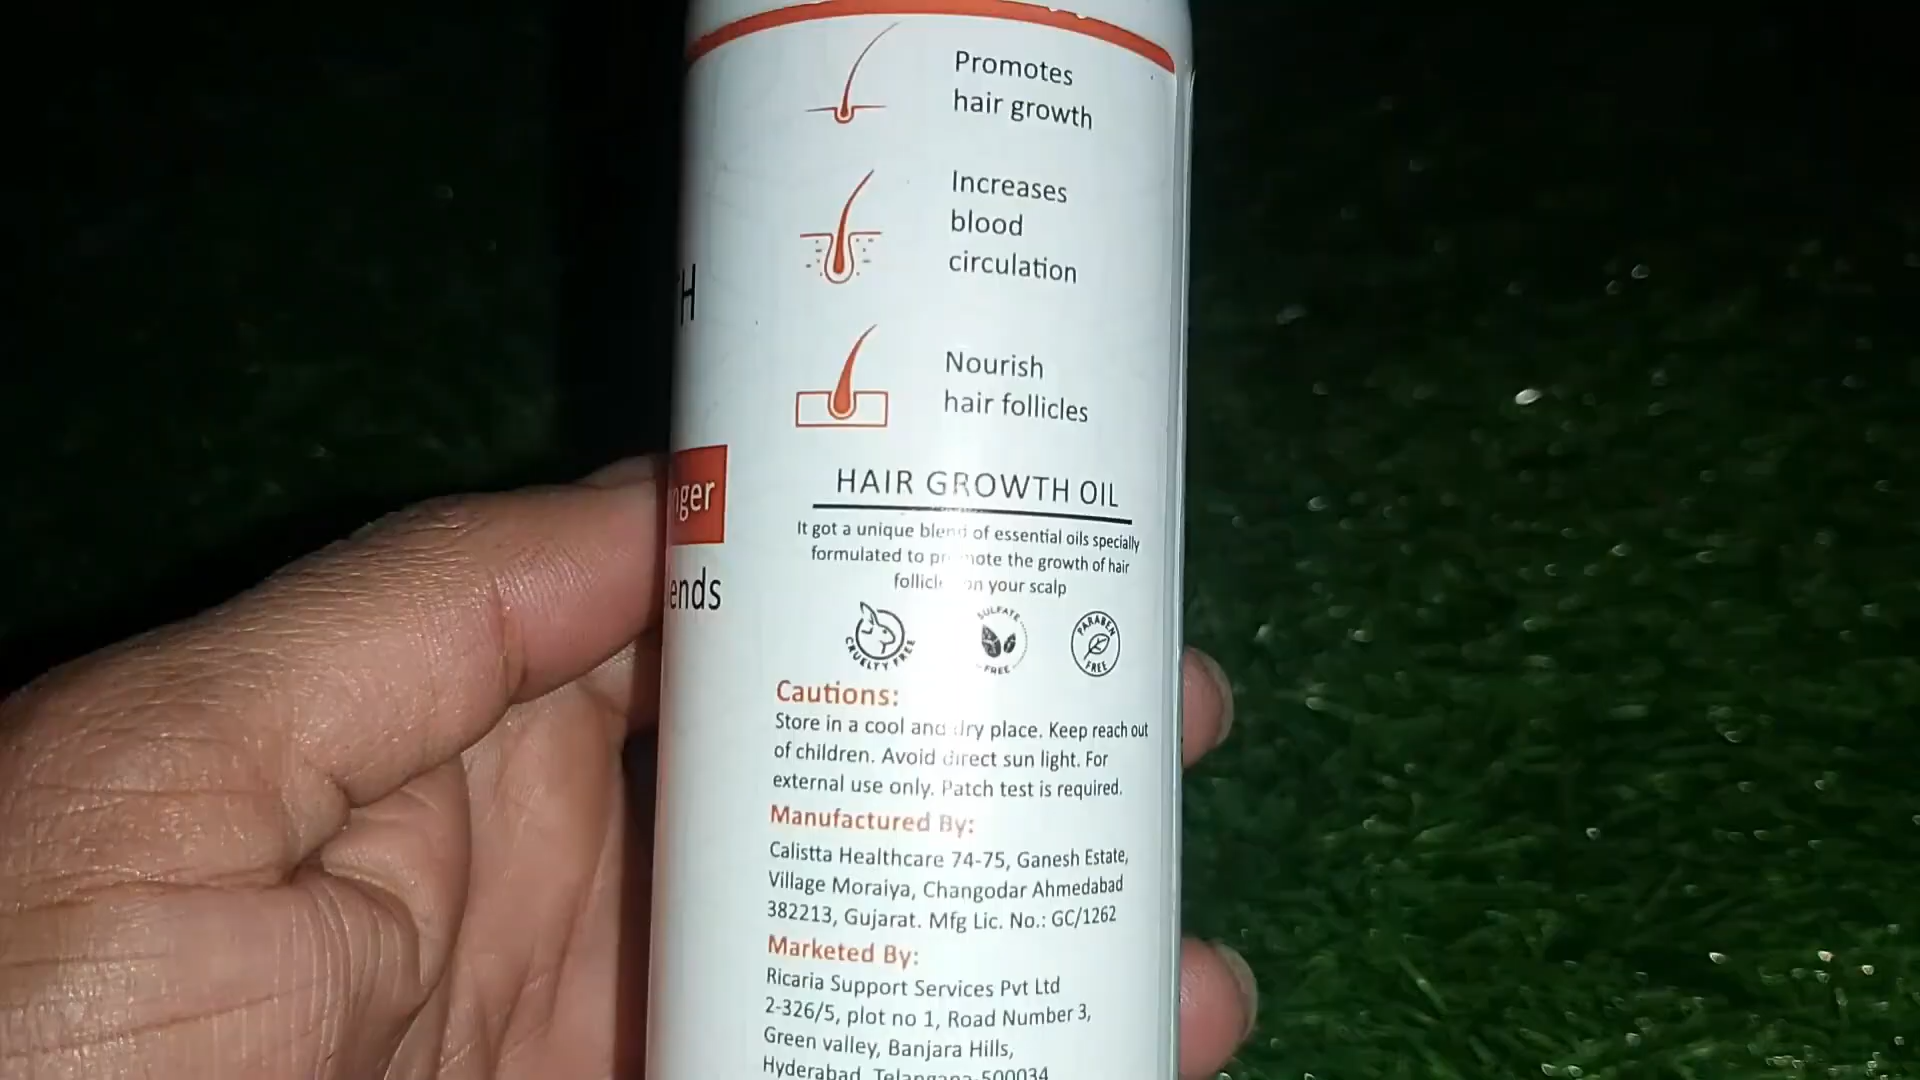 Promotes
hair growth
Increases
blood
circulation
Nourish
hair follicles
HAIR GROWTH OIL
It got a unique blend of essential oils specially
formulated to promote the growth of hair
on your scalp
CRUELTY FREE
SULFATE
FREE
PARABEN
FREE
Cautions:
Store in a cool and dry place. Keep reach out
of children. Avoid direct sun light. For
external use only. Patch test is required.
Manufactured By:
Calistta Healthcare 74-75, Ganesh Estate,
Village Moraiya, Changodar Ahmedabad
382213, Gujarat. Mfg Lic. No.: GC/1262
Marketed By:
Ricaria Support Services Pvt Ltd
2-326/5, plot no 1, Road Number 3,
Green valley, Banjara Hills,
Hyderabad, Telangana-500034